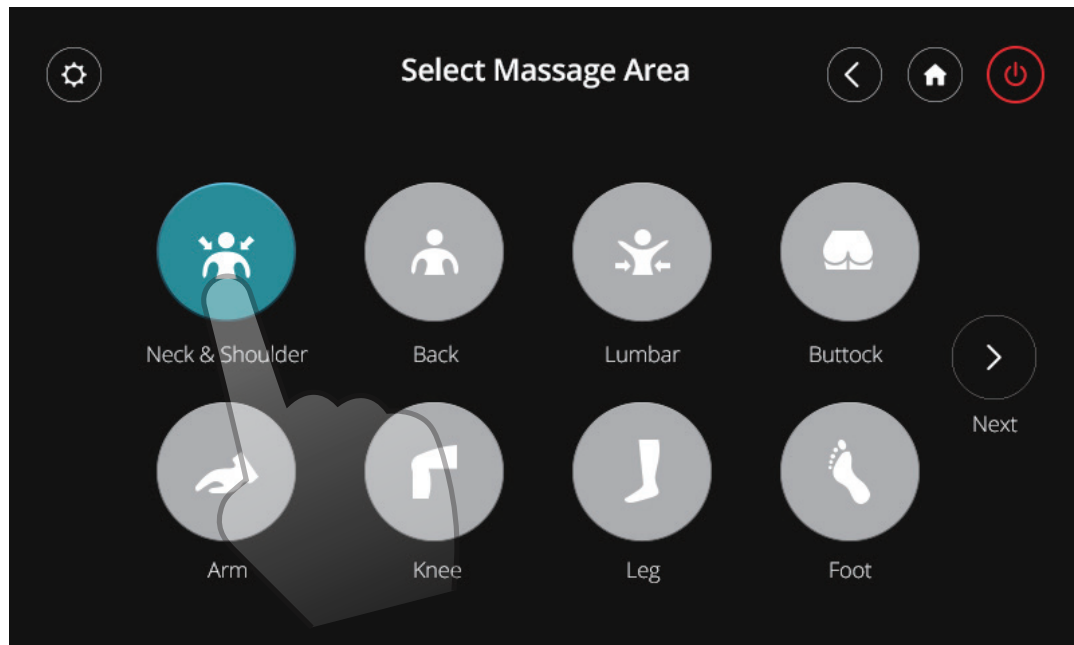 Select Massage Area
Neck & Shoulder
Back
Lumbar
Buttock
Next
Arm
Knee
Leg
Foot